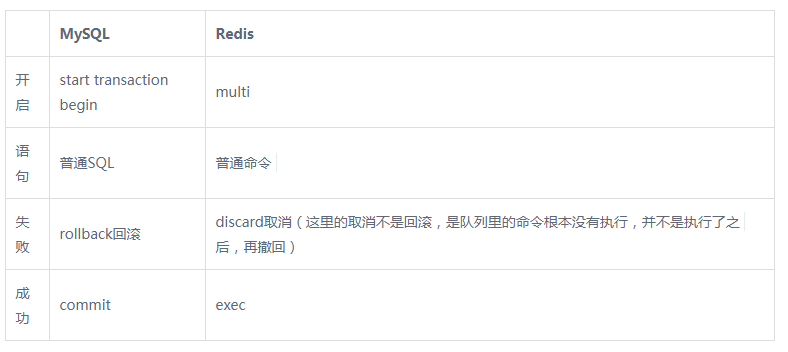 MySQL Redis
开启 start transaction begin multi
语句 普通SQL 普通命令
失败 rollback回滚 discard取消（这里的取消不是回滚，是队列里的命令根本没有执行，并不是执行了之
后，再撤回）
成功 commit exec